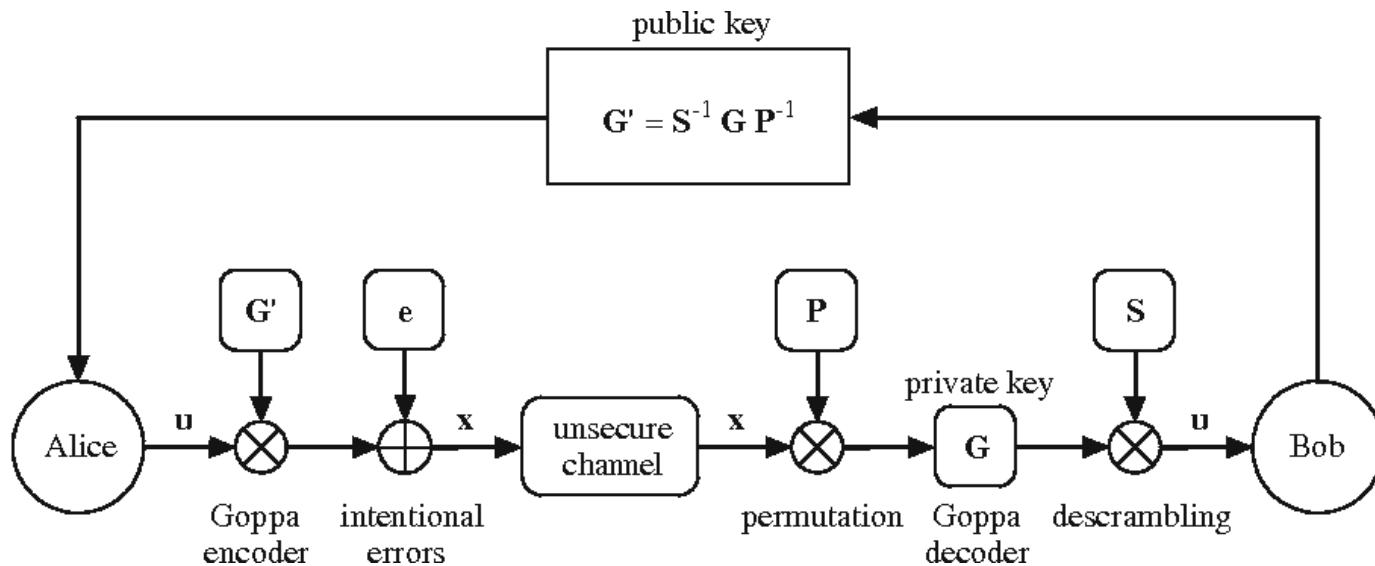 public key
G' = S⁻¹ G P⁻¹
G'
e
P
S
private key
Alice
u
x
unsecure
channel
x
G
u
Bob
Goppa
encoder
intentional
errors
permutation
Goppa
decoder
descrambling